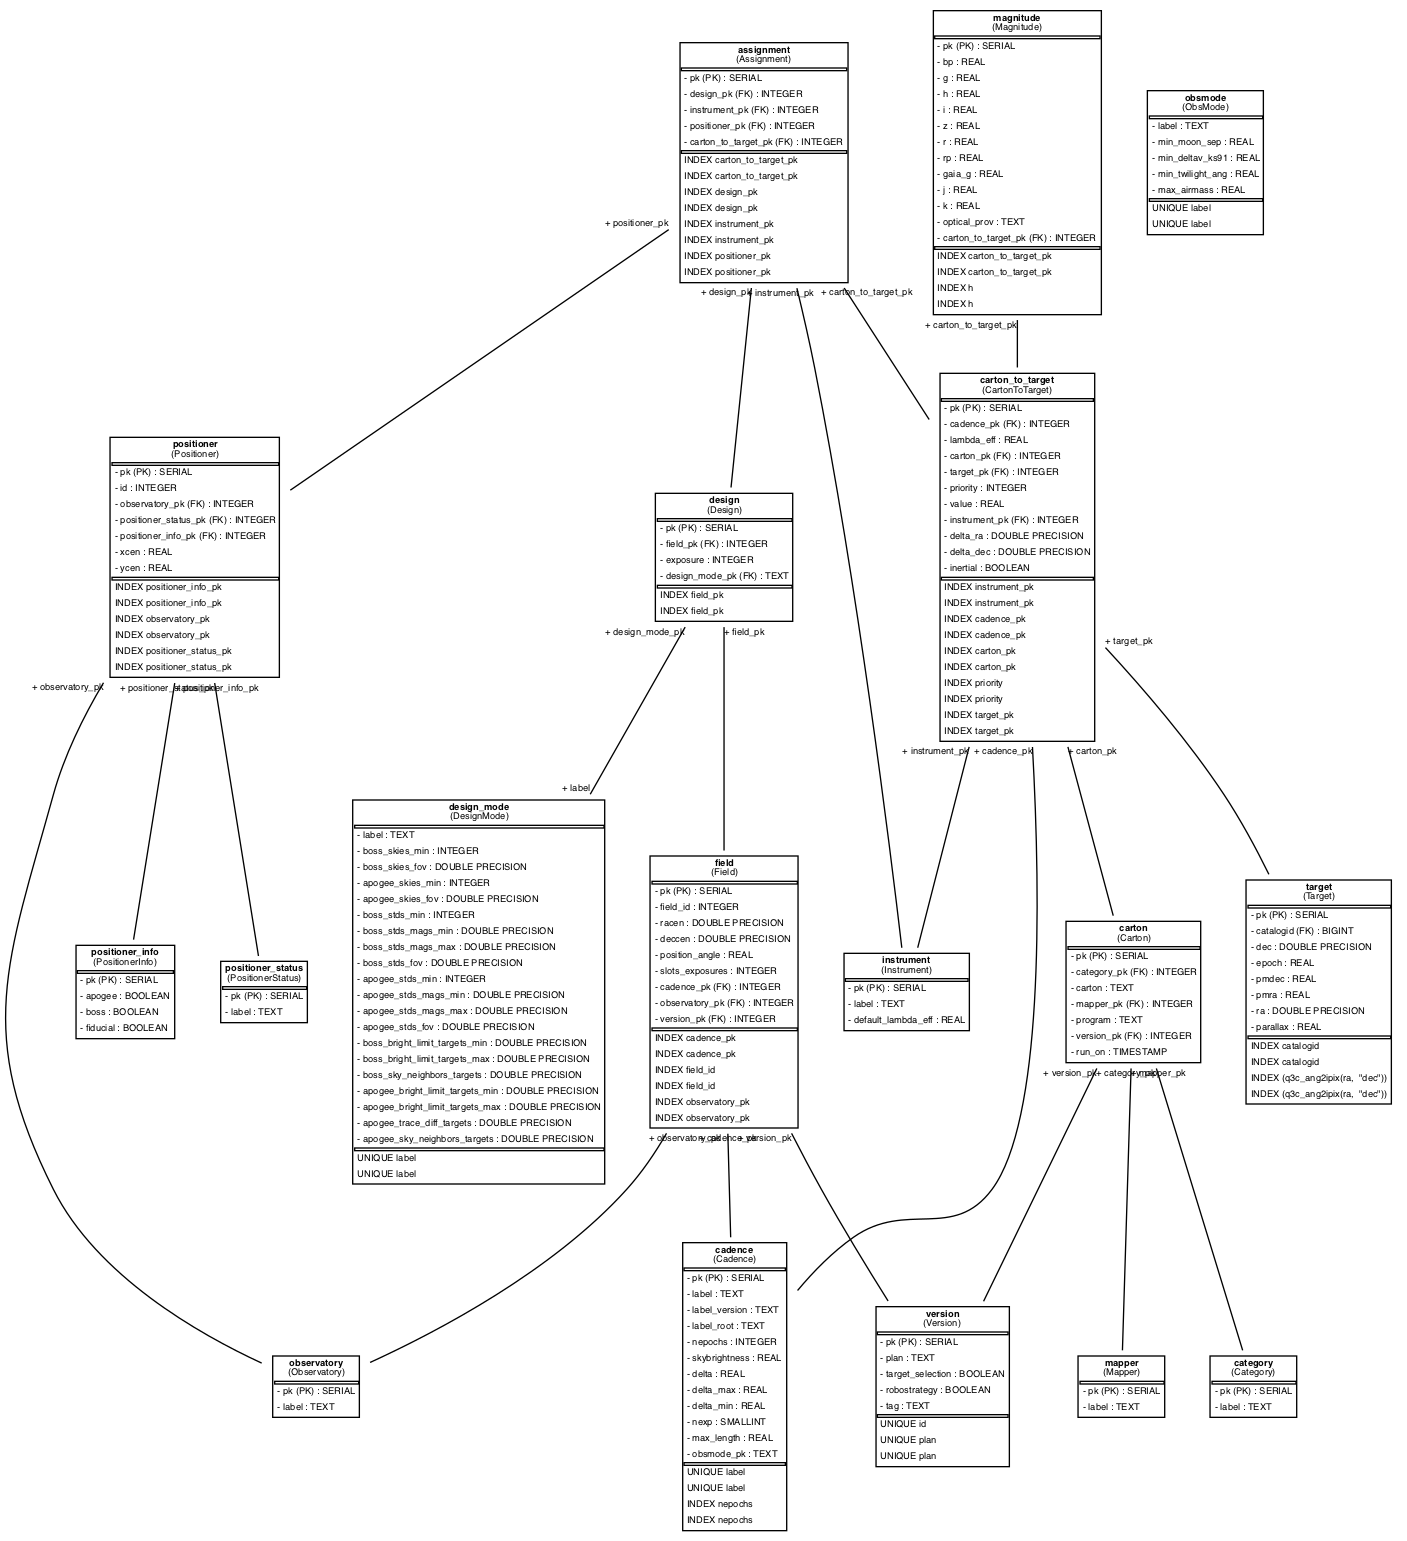 magnitude
(Magnitude)
- pk (PK) : SERIAL
- bp : REAL
- g : REAL
- h : REAL
- i : REAL
- z : REAL
- r : REAL
- rp : REAL
- gaia_g : REAL
- j : REAL
- k : REAL
- optical_prov : TEXT
- carton_to_target_pk (FK) : INTEGER
INDEX carton_to_target_pk
INDEX carton_to_target_pk
INDEX h
INDEX h
+ carton_to_target_pk
assignment
(Assignment)
- pk (PK) : SERIAL
- design_pk (FK) : INTEGER
- instrument_pk (FK) : INTEGER
- positioner_pk (FK) : INTEGER
- carton_to_target_pk (FK) : INTEGER
INDEX carton_to_target_pk
INDEX carton_to_target_pk
INDEX design_pk
INDEX design_pk
INDEX instrument_pk
INDEX instrument_pk
INDEX positioner_pk
INDEX positioner_pk
+ positioner_pk
+ design_pk
+ instrument_pk
+ carton_to_target_pk
obsmode
(ObsMode)
- label : TEXT
- min_moon_sep : REAL
- min_deltav_ks91 : REAL
- min_twilight_ang : REAL
- max_airmass : REAL
UNIQUE label
UNIQUE label
carton_to_target
(CartonToTarget)
- pk (PK) : SERIAL
- cadence_pk (FK) : INTEGER
- lambda_eff : REAL
- carton_pk (FK) : INTEGER
- target_pk (FK) : INTEGER
- priority : INTEGER
- value : REAL
- instrument_pk (FK) : INTEGER
- delta_ra : DOUBLE PRECISION
- delta_dec : DOUBLE PRECISION
- inertial : BOOLEAN
INDEX instrument_pk
INDEX instrument_pk
INDEX cadence_pk
INDEX cadence_pk
INDEX carton_pk
INDEX carton_pk
INDEX priority
INDEX priority
INDEX target_pk
INDEX target_pk
+ target_pk
+ instrument_pk
+ cadence_pk
+ carton_pk
positioner
(Positioner)
- pk (PK) : SERIAL
- id : INTEGER
- observatory_pk (FK) : INTEGER
- positioner_status_pk (FK) : INTEGER
- positioner_info_pk (FK) : INTEGER
- xcen : REAL
- ycen : REAL
INDEX positioner_info_pk
INDEX positioner_info_pk
INDEX observatory_pk
INDEX observatory_pk
INDEX positioner_status_pk
INDEX positioner_status_pk
+ observatory_pk
+ positioner_status_pk
+ positioner_info_pk
design
(Design)
- pk (PK) : SERIAL
- field_pk (FK) : INTEGER
- exposure : INTEGER
- design_mode_pk (FK) : TEXT
INDEX field_pk
INDEX field_pk
+ design_mode_pk
+ field_pk
+ label
design_mode
(DesignMode)
- label : TEXT
- boss_skies_min : INTEGER
- boss_skies_fov : DOUBLE PRECISION
- apogee_skies_min : INTEGER
- apogee_skies_fov : DOUBLE PRECISION
- boss_stds_min : INTEGER
- boss_stds_mags_min : DOUBLE PRECISION
- boss_stds_mags_max : DOUBLE PRECISION
- boss_stds_fov : DOUBLE PRECISION
- apogee_stds_min : INTEGER
- apogee_stds_mags_min : DOUBLE PRECISION
- apogee_stds_mags_max : DOUBLE PRECISION
- apogee_stds_fov : DOUBLE PRECISION
- boss_bright_limit_targets_min : DOUBLE PRECISION
- boss_bright_limit_targets_max : DOUBLE PRECISION
- boss_sky_neighbors_targets : DOUBLE PRECISION
- apogee_bright_limit_targets_min : DOUBLE PRECISION
- apogee_bright_limit_targets_max : DOUBLE PRECISION
- apogee_trace_diff_targets : DOUBLE PRECISION
- apogee_sky_neighbors_targets : DOUBLE PRECISION
UNIQUE label
UNIQUE label
field
(Field)
- pk (PK) : SERIAL
- field_id : INTEGER
- racen : DOUBLE PRECISION
- deccen : DOUBLE PRECISION
- position_angle : REAL
- slots_exposures : INTEGER
- cadence_pk (FK) : INTEGER
- observatory_pk (FK) : INTEGER
- version_pk (FK) : INTEGER
INDEX cadence_pk
INDEX cadence_pk
INDEX field_id
INDEX field_id
INDEX observatory_pk
INDEX observatory_pk
+ observatory_pk
+ cadence_pk
+ version_pk
target
(Target)
- pk (PK) : SERIAL
- catalogid (FK) : BIGINT
- dec : DOUBLE PRECISION
- epoch : REAL
- pmdec : REAL
- pmra : REAL
- ra : DOUBLE PRECISION
- parallax : REAL
INDEX catalogid
INDEX catalogid
INDEX (q3c_ang2ipix(ra, "dec"))
INDEX (q3c_ang2ipix(ra, "dec"))
carton
(Carton)
- pk (PK) : SERIAL
- category_pk (FK) : INTEGER
- carton : TEXT
- mapper_pk (FK) : INTEGER
- program : TEXT
- version_pk (FK) : INTEGER
- run_on : TIMESTAMP
+ version_pk
+ category_pk
+ mapper_pk
positioner_info
(PositionerInfo)
- pk (PK) : SERIAL
- apogee : BOOLEAN
- boss : BOOLEAN
- fiducial : BOOLEAN
positioner_status
(PositionerStatus)
- pk (PK) : SERIAL
- label : TEXT
instrument
(Instrument)
- pk (PK) : SERIAL
- label : TEXT
- default_lambda_eff : REAL
cadence
(Cadence)
- pk (PK) : SERIAL
- label : TEXT
- label_version : TEXT
- label_root : TEXT
- nepochs : INTEGER
- skybrightness : REAL
- delta : REAL
- delta_max : REAL
- delta_min : REAL
- nexp : SMALLINT
- max_length : REAL
- obsmode_pk : TEXT
UNIQUE label
UNIQUE label
INDEX nepochs
INDEX nepochs
version
(Version)
- pk (PK) : SERIAL
- plan : TEXT
- target_selection : BOOLEAN
- robostrategy : BOOLEAN
- tag : TEXT
UNIQUE id
UNIQUE plan
UNIQUE plan
observatory
(Observatory)
- pk (PK) : SERIAL
- label : TEXT
mapper
(Mapper)
- pk (PK) : SERIAL
- label : TEXT
category
(Category)
- pk (PK) : SERIAL
- label : TEXT